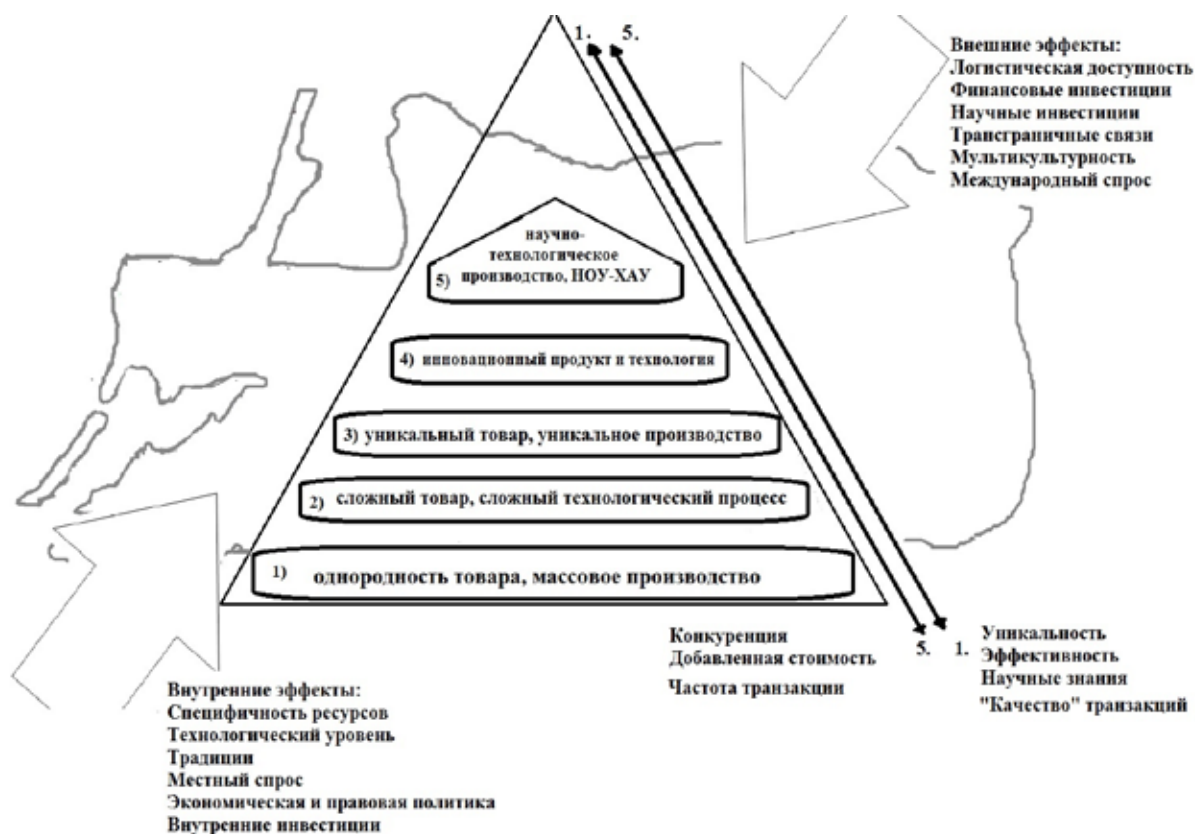 1. 5.
Внешние эффекты:
Логистическая доступность
Финансовые инвестиции
Научные инвестиции
Трансграничные связи
Мультикультурность
Международный спрос
научно-
технологическое
производство, НОУ-ХАУ
5)
4) инновационный продукт и технология
3) уникальный товар, уникальное производство
2) сложный товар, сложный технологический процесс
1) однородность товара, массовое производство
Конкуренция
Добавленная стоимость
Частота транзакции
5. 1.
Уникальность
Эффективность
Научные знания
"Качество" транзакций
Внутренние эффекты:
Специфичность ресурсов
Технологический уровень
Традиции
Местный спрос
Экономическая и правовая политика
Внутренние инвестиции